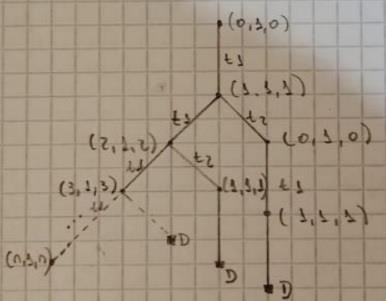 (0,1,0)
t1
(1,1,1)
t1
t2
(2,1,2)
(0,1,0)
t1
t2
(3,1,3)
(1,1,1)
t1
t1
(1,1,1)
...
D
(n,1,n)
D
D